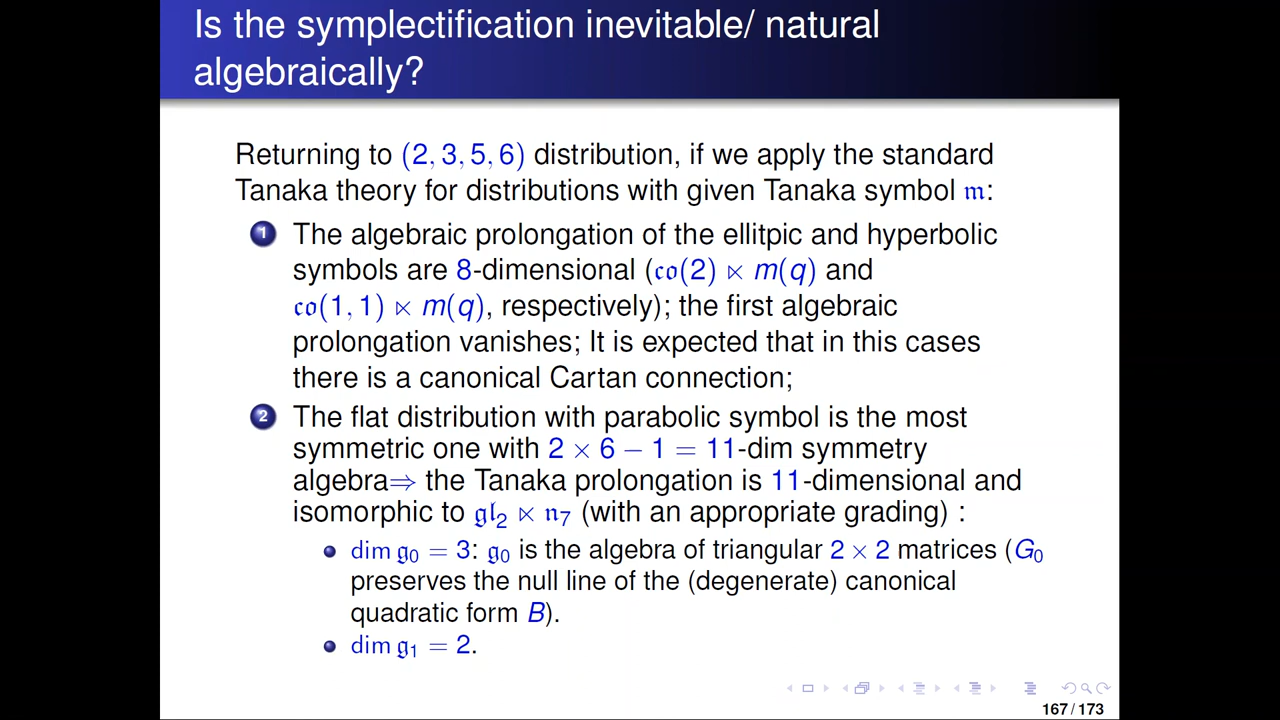 Is the symplectification inevitable/ natural
algebraically?
Returning to (2, 3, 5, 6) distribution, if we apply the standard
Tanaka theory for distributions with given Tanaka symbol 𝔪:
1 The algebraic prolongation of the ellitpic and hyperbolic
symbols are 8-dimensional (𝔠𝔬(2) ⋉ m(q) and
𝔠𝔬(1, 1) ⋉ m(q), respectively); the first algebraic
prolongation vanishes; It is expected that in this cases
there is a canonical Cartan connection;
2 The flat distribution with parabolic symbol is the most
symmetric one with 2 × 6 − 1 = 11-dim symmetry
algebra⇒ the Tanaka prolongation is 11-dimensional and
isomorphic to 𝔤𝔩₂ ⋉ 𝔫₇ (with an appropriate grading) :
dim 𝔤₀ = 3: 𝔤₀ is the algebra of triangular 2 × 2 matrices (G₀
preserves the null line of the (degenerate) canonical
quadratic form B).
dim 𝔤₁ = 2.
167 / 173